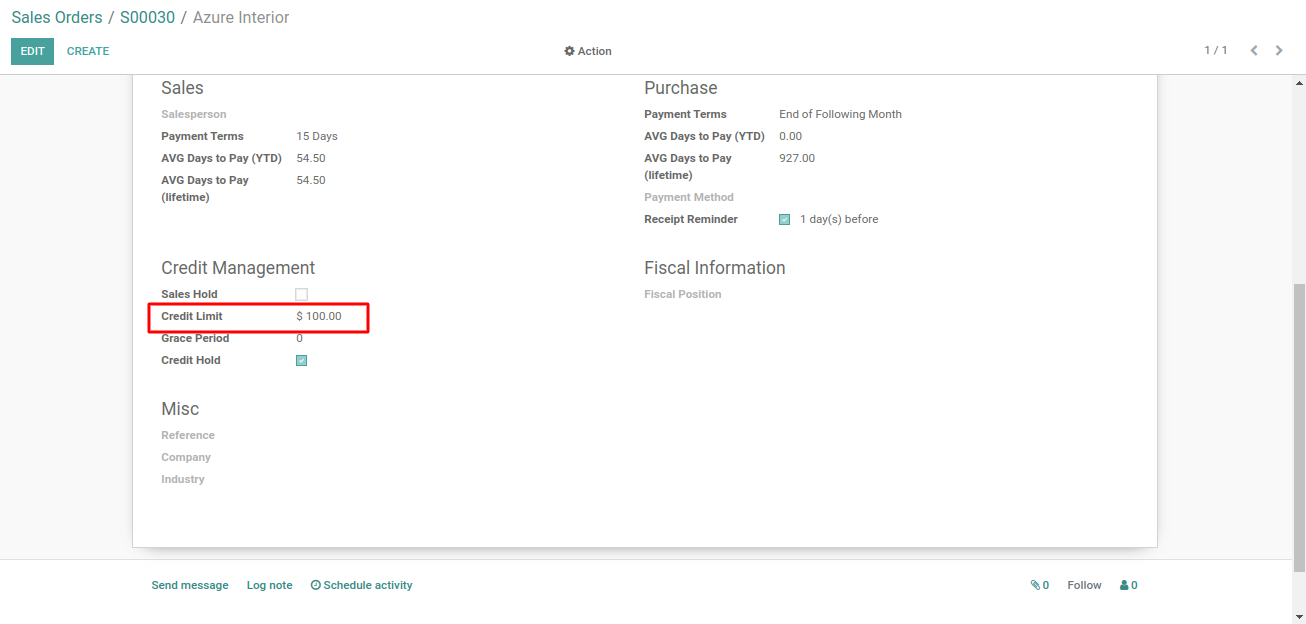 Sales Orders / S00030 / Azure Interior
EDIT CREATE Action 1 / 1
Sales
Salesperson
Payment Terms 15 Days
AVG Days to Pay (YTD) 54.50
AVG Days to Pay 54.50
(lifetime)
Purchase
Payment Terms End of Following Month
AVG Days to Pay (YTD) 0.00
AVG Days to Pay 927.00
(lifetime)
Payment Method
Receipt Reminder 1 day(s) before
Credit Management
Sales Hold
Credit Limit $ 100.00
Grace Period 0
Credit Hold
Fiscal Information
Fiscal Position
Misc
Reference
Company
Industry
Send message Log note Schedule activity 0 Follow 0